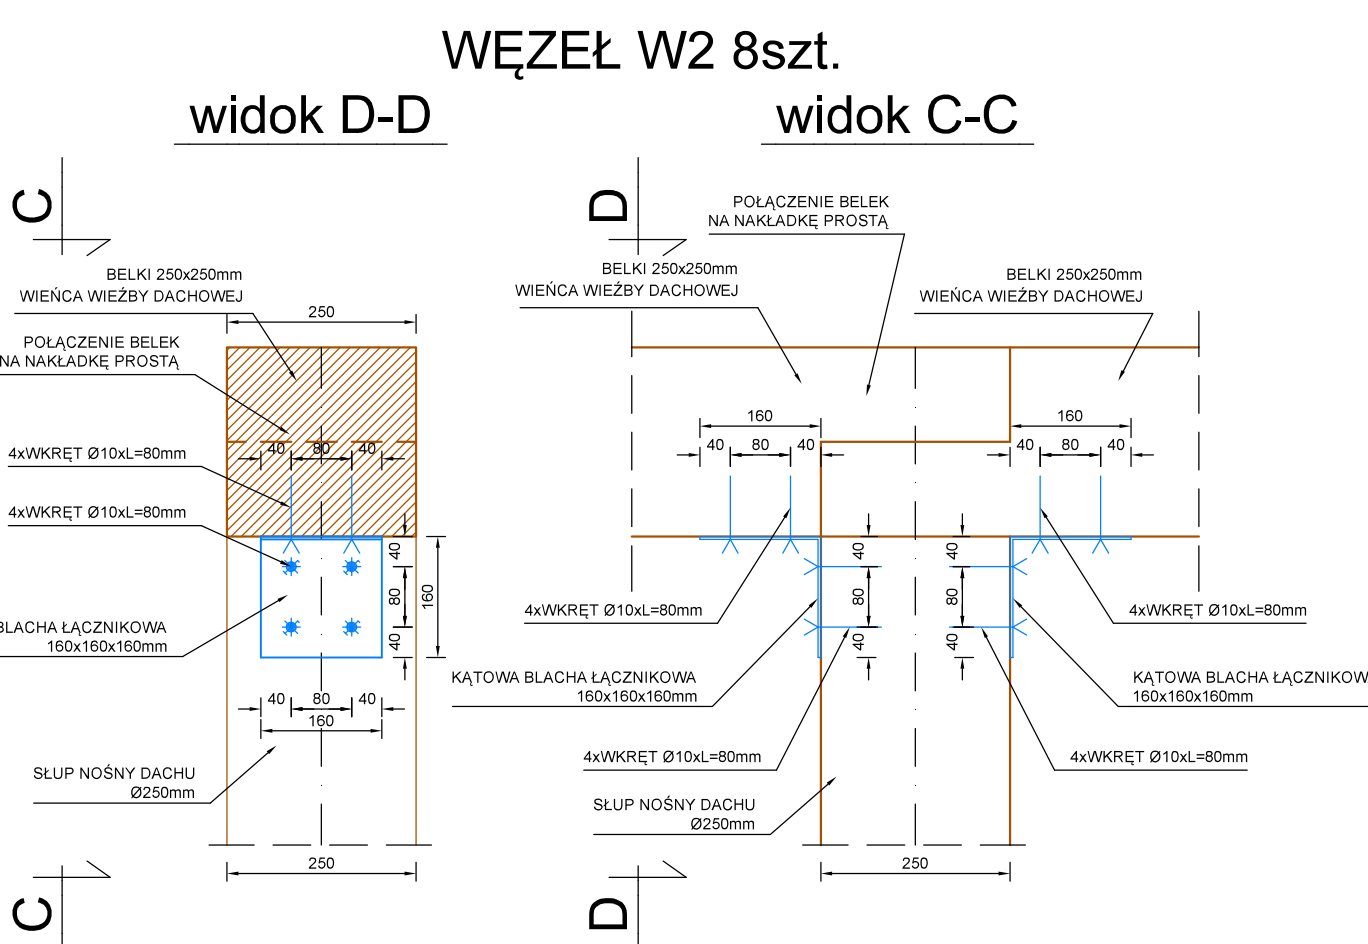 WĘZEŁ W2 8szt.
widok D-D
C
BELKI 250x250mm
WIEŃCA WIEŹBY DACHOWEJ
250
POŁĄCZENIE BELEK
NA NAKŁADKĘ PROSTĄ
40 80 40
4xWKRĘT Ø10xL=80mm
4xWKRĘT Ø10xL=80mm
40
80
40
160
BLACHA ŁĄCZNIKOWA
160x160x160mm
40 80 40
160
SŁUP NOŚNY DACHU
Ø250mm
250
C
widok C-C
D
POŁĄCZENIE BELEK
NA NAKŁADKĘ PROSTĄ
BELKI 250x250mm
WIEŃCA WIEŹBY DACHOWEJ
BELKI 250x250mm
WIEŃCA WIEŹBY DACHOWEJ
160
40 80 40
160
40 80 40
40
80
40
40
80
40
4xWKRĘT Ø10xL=80mm
4xWKRĘT Ø10xL=80mm
KĄTOWA BLACHA ŁĄCZNIKOWA
160x160x160mm
KĄTOWA BLACHA ŁĄCZNIKOW
160x160x160mm
4xWKRĘT Ø10xL=80mm
4xWKRĘT Ø10xL=80mm
SŁUP NOŚNY DACHU
Ø250mm
250
D